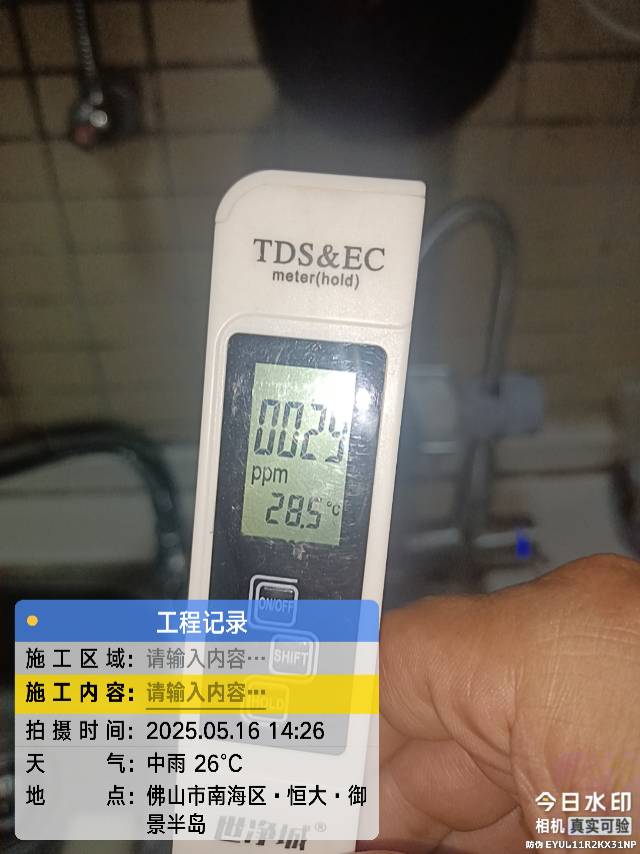 TDS&EC
meter(hold)
ppm
28.5°C
ON/OFF
SHIFT
工程记录
施工区域：请输入内容…
施工内容：请输入内容…
拍摄时间：2025.05.16 14:26
天气：中雨 26℃
地点：佛山市南海区·恒大·御
景半岛
世净城®
今日水印
相机 真实可验
防伪 EYUL11R2KX31NP